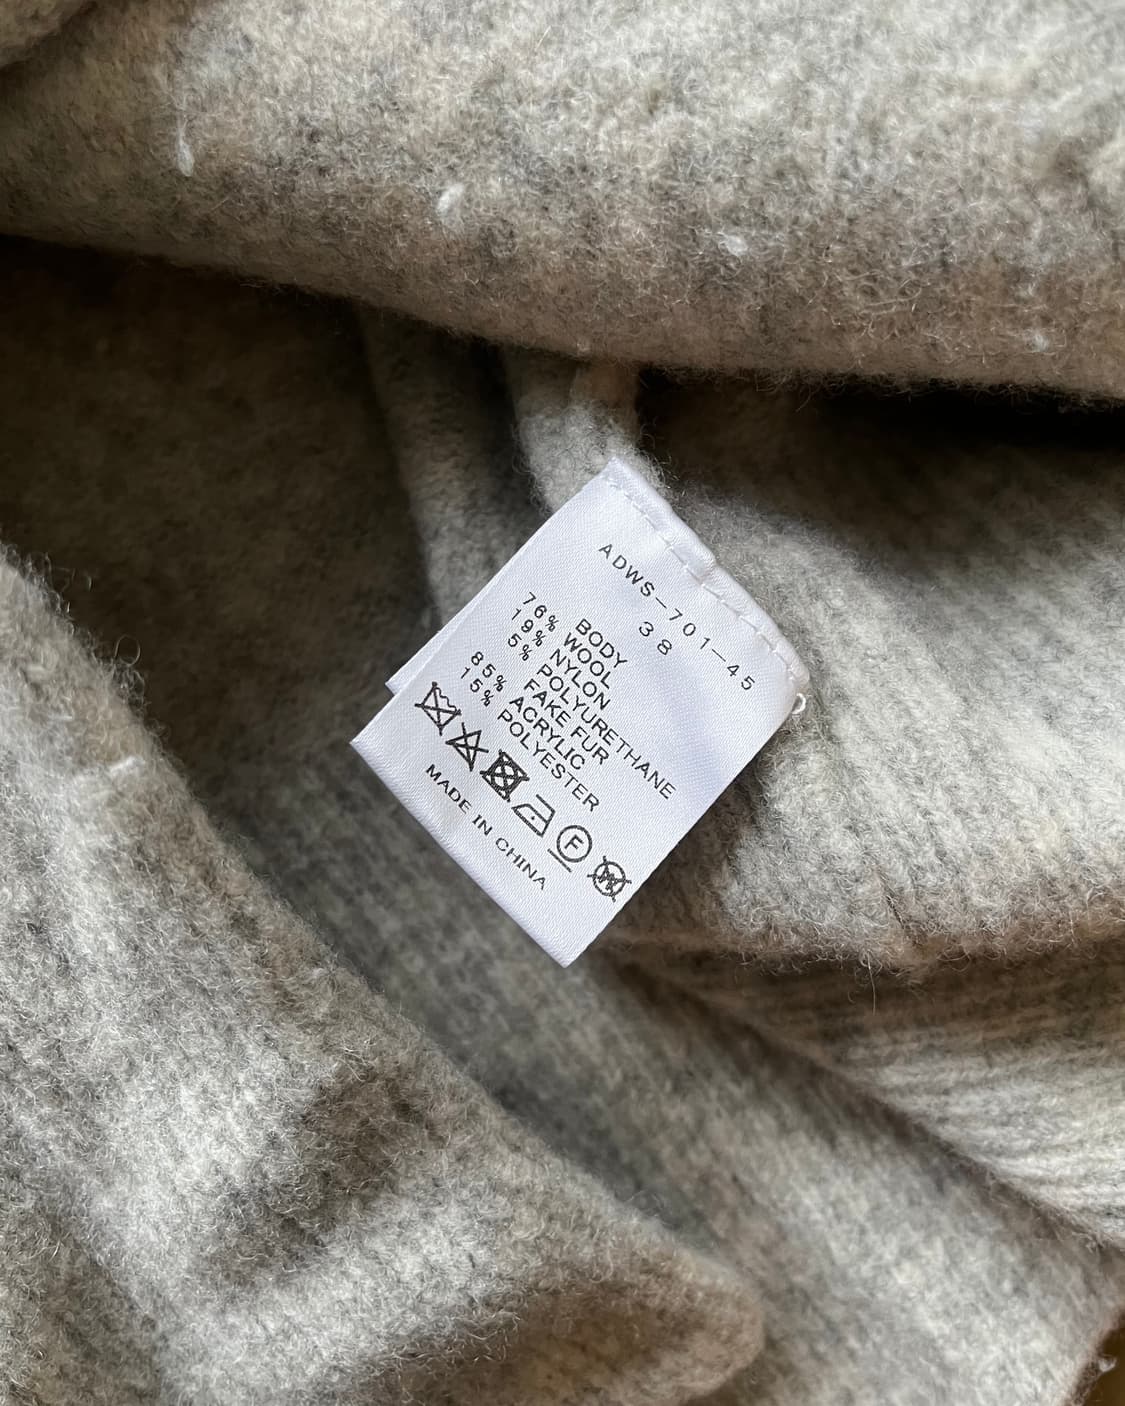 ADWS-701-45
38
BODY
76% WOOL
19% NYLON
5% POLYURETHANE
FAKE FUR
85% ACRYLIC
15% POLYESTER
F W
MADE IN CHINA